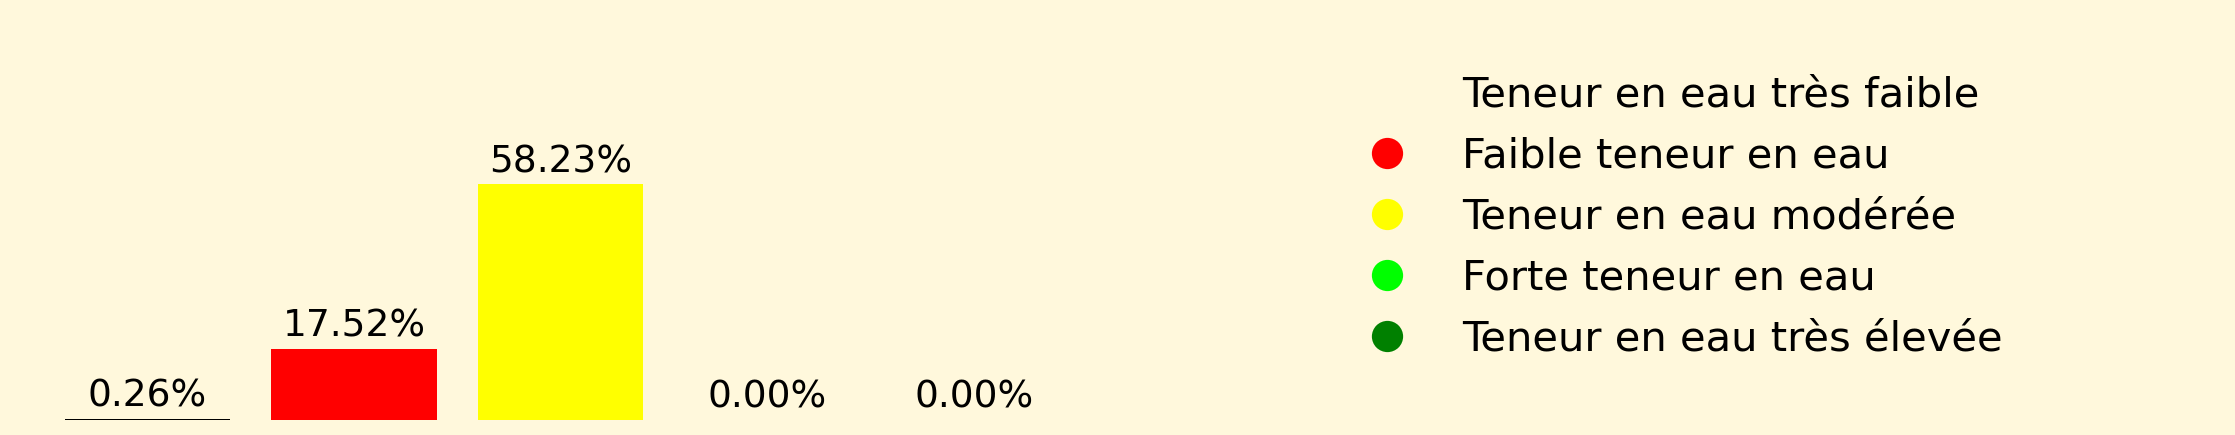 0.26%
17.52%
58.23%
0.00%
0.00%
Teneur en eau très faible
Faible teneur en eau
Teneur en eau modérée
Forte teneur en eau
Teneur en eau très élevée